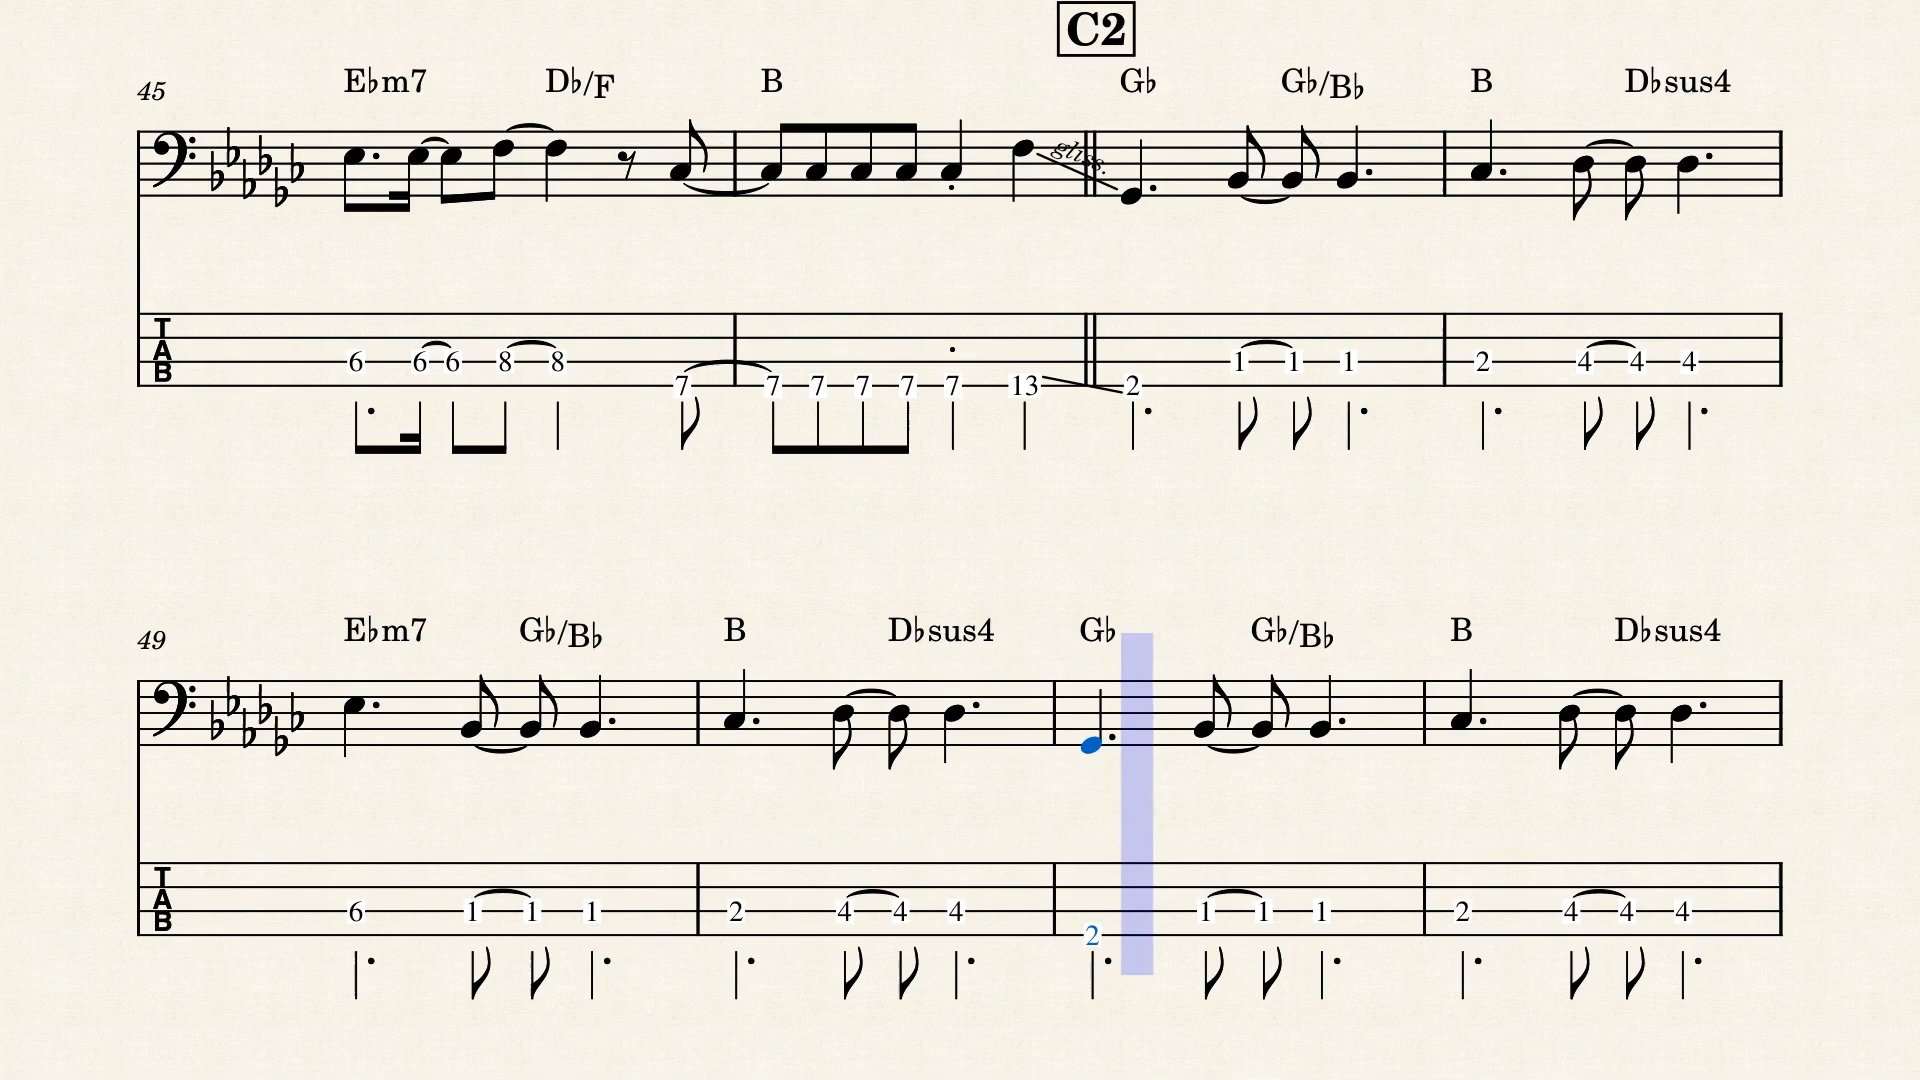 C2
45 E♭m7 D♭/F B G♭ G♭/B♭ B D♭sus4
gliss.
T
A
B
6 6 6 8 8 7 7 7 7 7 7 13 2 1 1 1 2 4 4 4
49 E♭m7 G♭/B♭ B D♭sus4 G♭ G♭/B♭ B D♭sus4
T
A
B
6 1 1 1 2 4 4 4 2 1 1 1 2 4 4 4